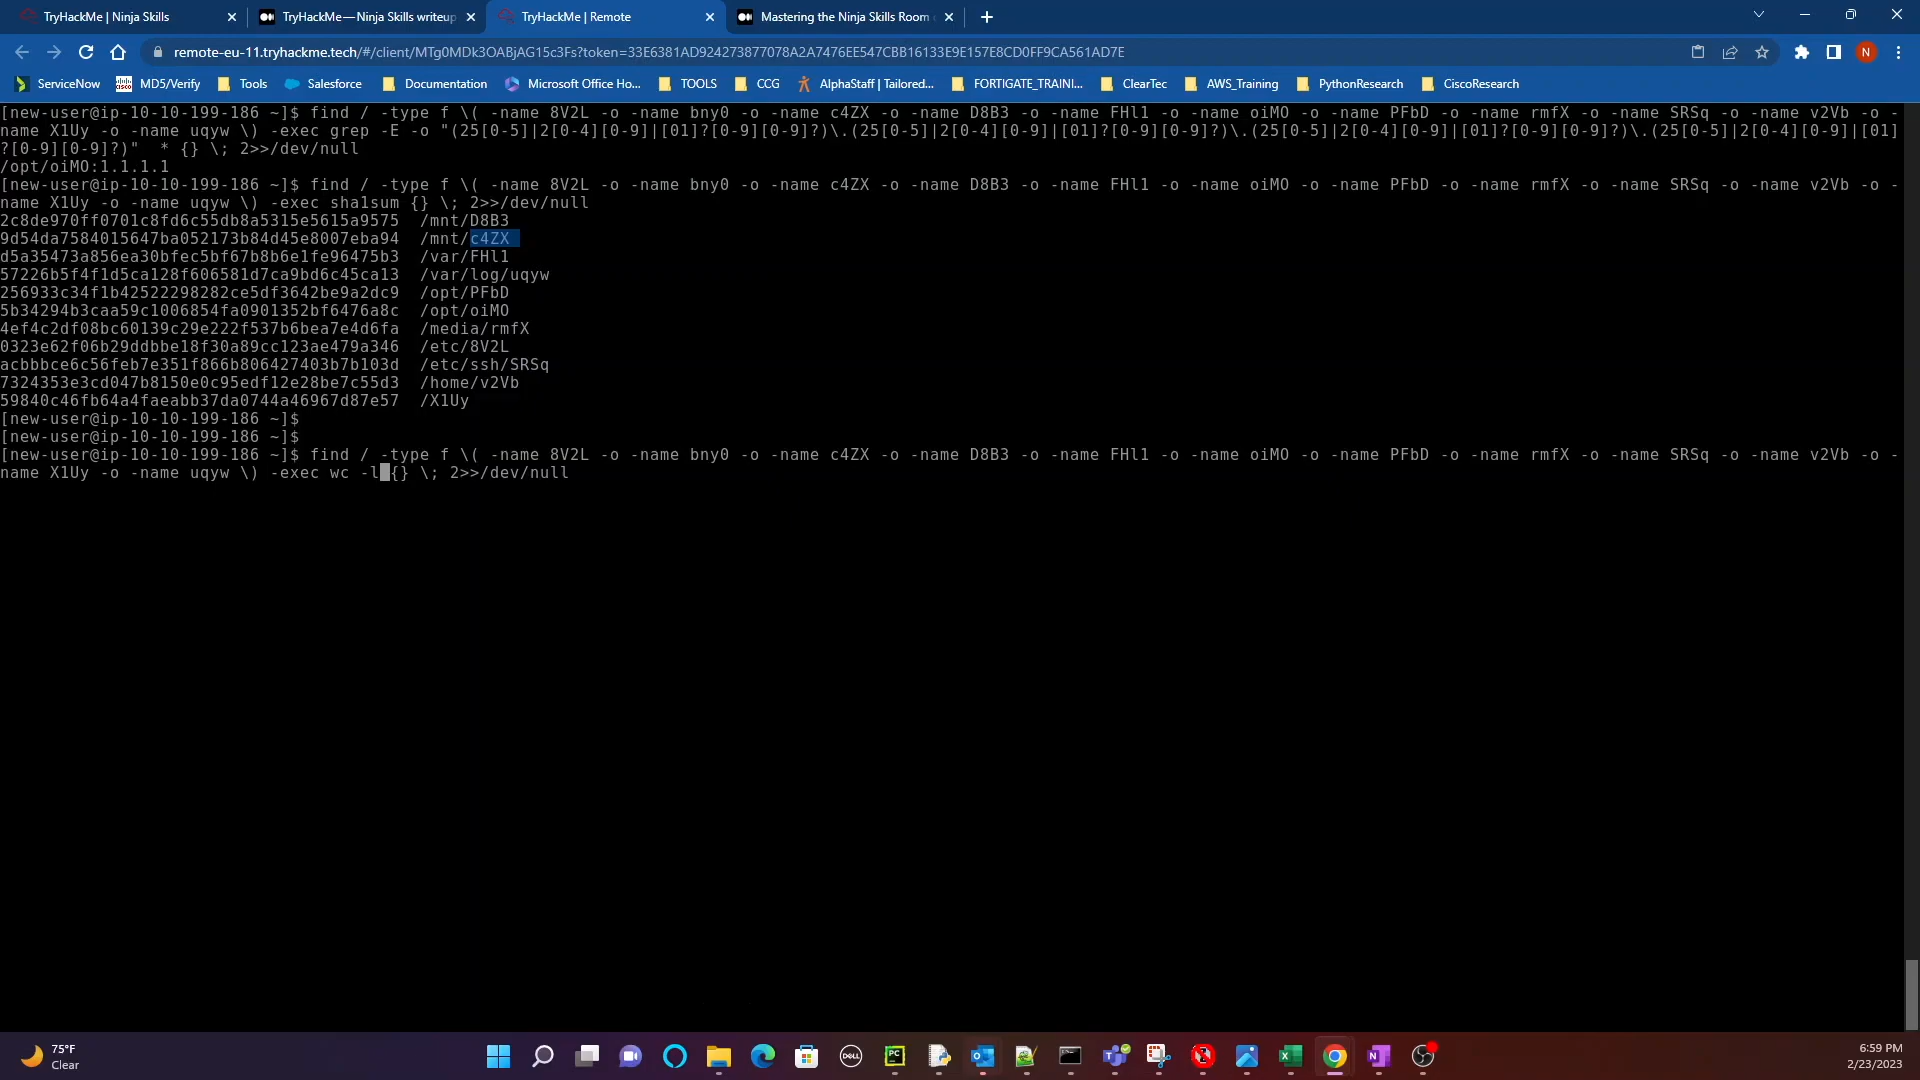 TryHackMe | Ninja Skills
TryHackMe — Ninja Skills writeup
TryHackMe | Remote
Mastering the Ninja Skills Room
remote-eu-11.tryhackme.tech/#/client/MTg0MDk3OABjAG15c3Fs?token=33E6381AD924273877078A2A7476EE547CBB16133E9E157E8CD0FF9CA561AD7E
N
ServiceNow
MD5/Verify
Tools
Salesforce
Documentation
Microsoft Office Ho...
TOOLS
CCG
AlphaStaff | Tailored...
FORTIGATE_TRAINI...
ClearTec
AWS_Training
PythonResearch
CiscoResearch
[new-user@ip-10-10-199-186 ~]$ find / -type f \( -name 8V2L -o -name bny0 -o -name c4ZX -o -name D8B3 -o -name FHl1 -o -name oiMO -o -name PFbD -o -name rmfX -o -name SRSq -o -name v2Vb -o -
name X1Uy -o -name uqyw \) -exec grep -E -o "(25[0-5]|2[0-4][0-9]|[01]?[0-9][0-9]?)\.(25[0-5]|2[0-4][0-9]|[01]?[0-9][0-9]?)\.(25[0-5]|2[0-4][0-9]|[01]?[0-9][0-9]?)\.(25[0-5]|2[0-4][0-9]|[01]
?[0-9][0-9]?)"  * {} \; 2>>/dev/null
/opt/oiMO:1.1.1.1
[new-user@ip-10-10-199-186 ~]$ find / -type f \( -name 8V2L -o -name bny0 -o -name c4ZX -o -name D8B3 -o -name FHl1 -o -name oiMO -o -name PFbD -o -name rmfX -o -name SRSq -o -name v2Vb -o -
name X1Uy -o -name uqyw \) -exec sha1sum {} \; 2>>/dev/null
2c8de970ff0701c8fd6c55db8a5315e5615a9575  /mnt/D8B3
9d54da7584015647ba052173b84d45e8007eba94  /mnt/c4ZX
d5a35473a856ea30bfec5bf67b8b6e1fe96475b3  /var/FHl1
57226b5f4f1d5ca128f606581d7ca9bd6c45ca13  /var/log/uqyw
256933c34f1b42522298282ce5df3642be9a2dc9  /opt/PFbD
5b34294b3caa59c1006854fa0901352bf6476a8c  /opt/oiMO
4ef4c2df08bc60139c29e222f537b6bea7e4d6fa  /media/rmfX
0323e62f06b29ddbbe18f30a89cc123ae479a346  /etc/8V2L
acbbbce6c56feb7e351f866b806427403b7b103d  /etc/ssh/SRSq
7324353e3cd047b8150e0c95edf12e28be7c55d3  /home/v2Vb
59840c46fb64a4faeabb37da0744a46967d87e57  /X1Uy
[new-user@ip-10-10-199-186 ~]$
[new-user@ip-10-10-199-186 ~]$
[new-user@ip-10-10-199-186 ~]$ find / -type f \( -name 8V2L -o -name bny0 -o -name c4ZX -o -name D8B3 -o -name FHl1 -o -name oiMO -o -name PFbD -o -name rmfX -o -name SRSq -o -name v2Vb -o -
name X1Uy -o -name uqyw \) -exec wc -l {} \; 2>>/dev/null
75°F
Clear
6:59 PM
2/23/2023